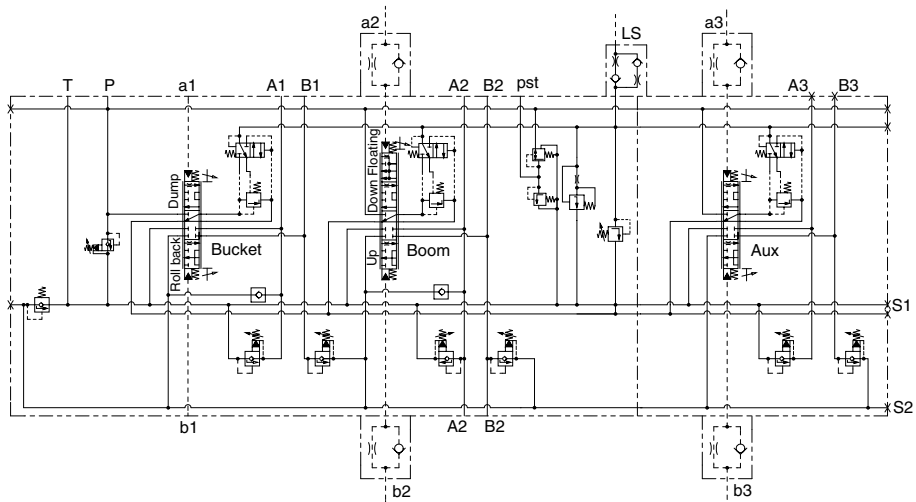 a2
LS
a3
T
P
a1
A1
B1
A2
B2
pst
A3
B3
Dump
Roll back
Bucket
Down Floating
Up
Boom
Aux
S1
S2
b1
A2
B2
b2
b3